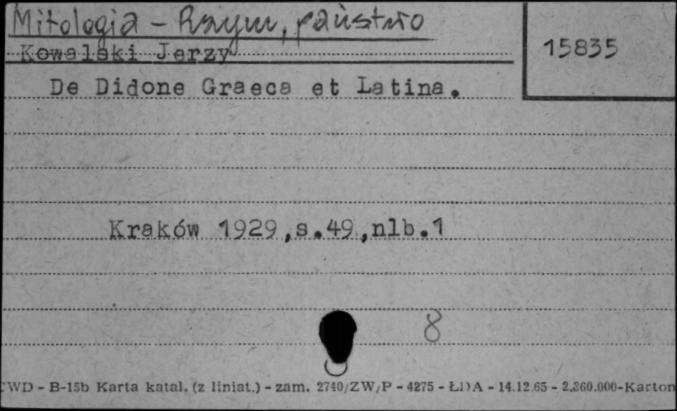 Mitologia - Rzym, państwo
Kowalski Jerzy
15835
De Didone Graeca et Latina.
Kraków 1929,s.49,nlb.1
8
CWD - B-15b Karta katal. (z liniat.) - zam. 2740/ZW/P - 4275 - ŁDA - 14.12.65 - 2.360.000-Karton